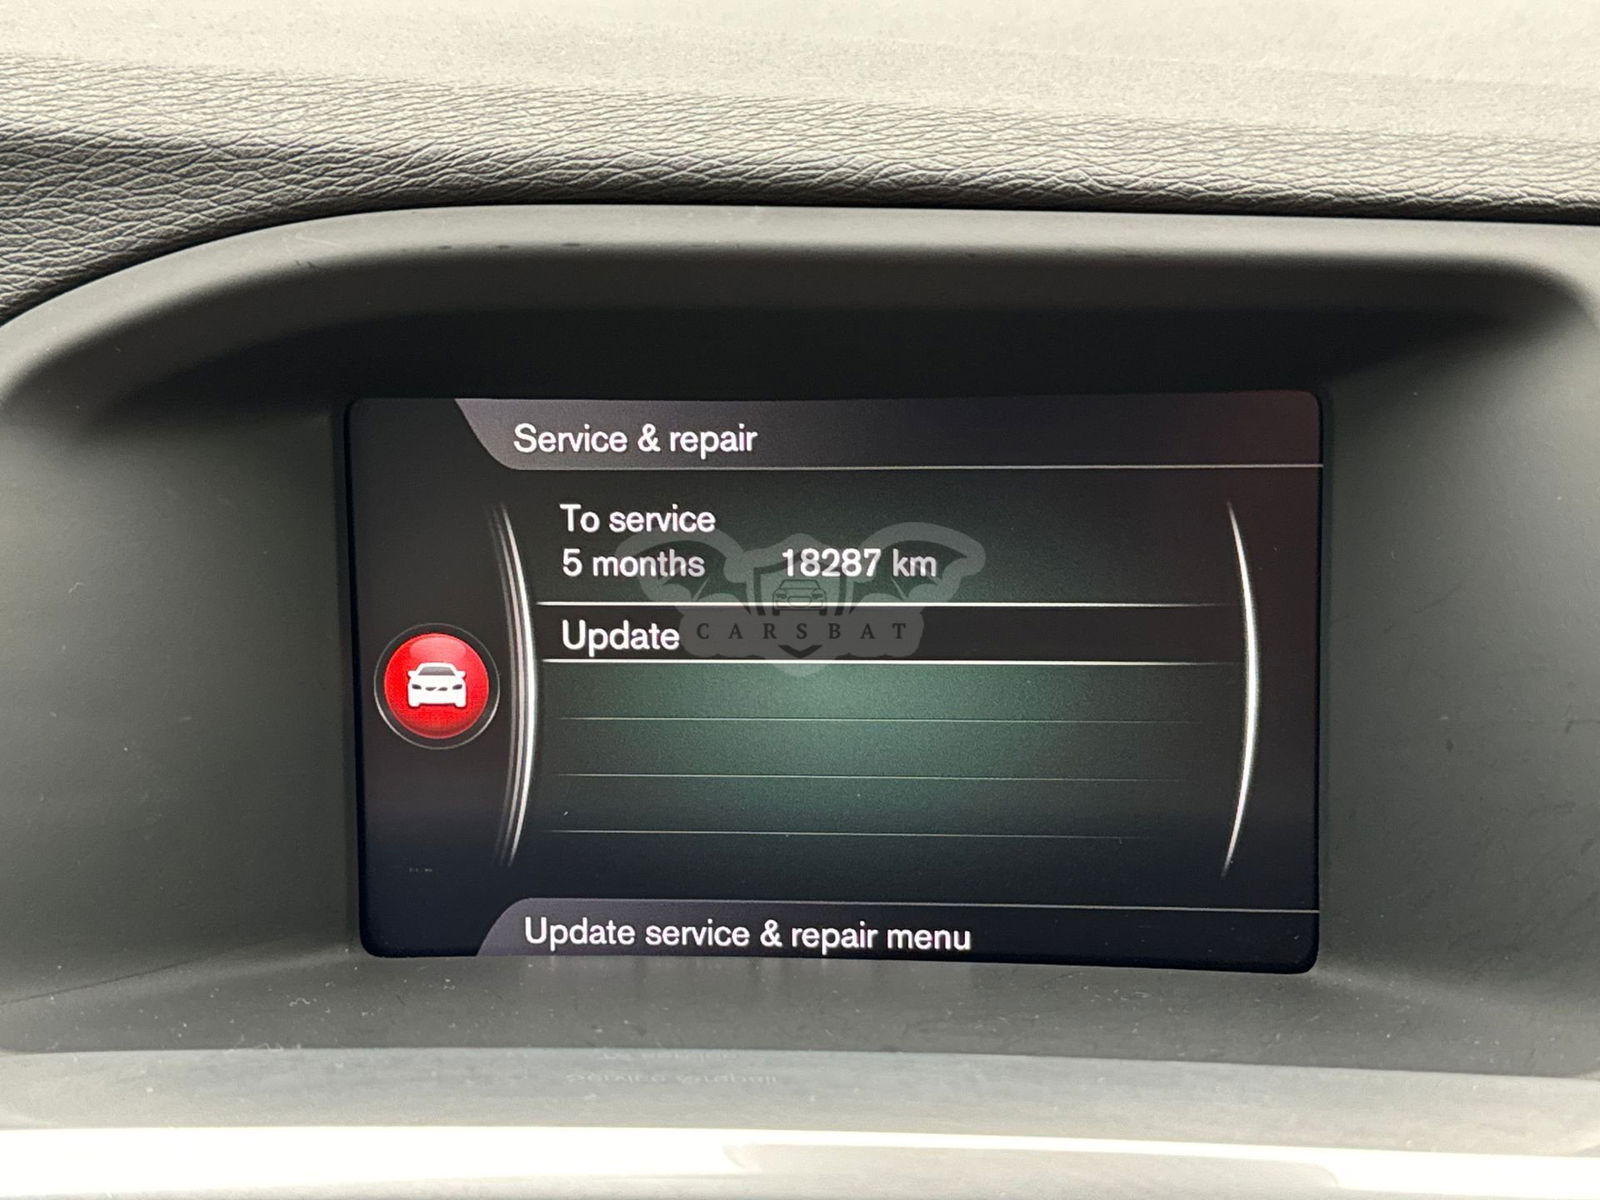 Service & repair
To service
5 months 18287 km
Update
CARSBAT
Update service & repair menu